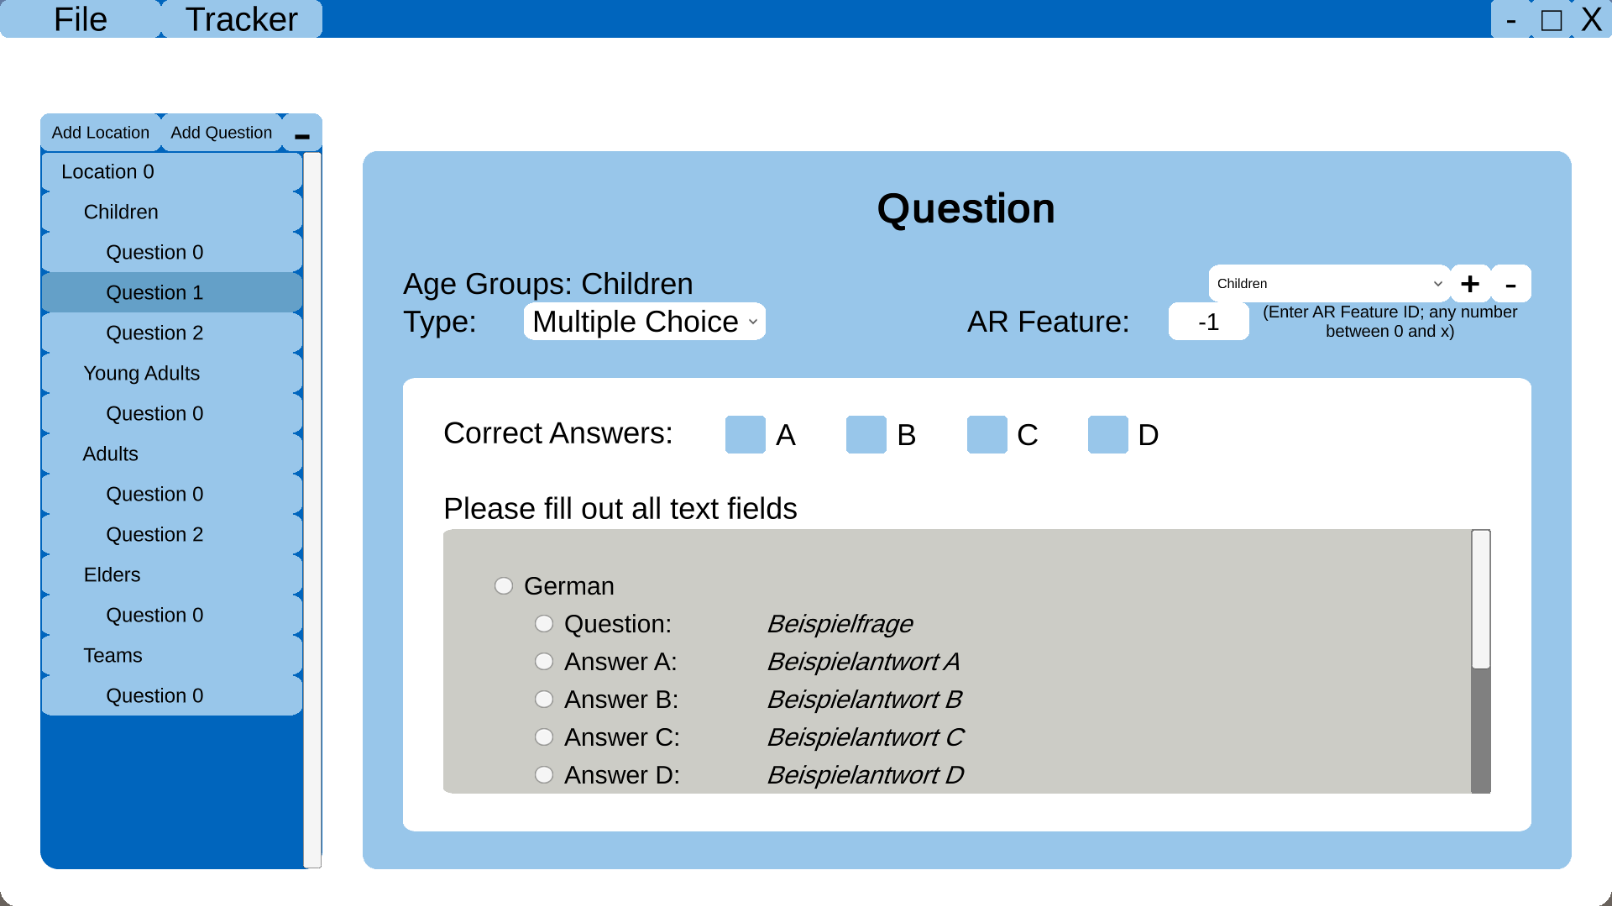 File Tracker - □ X
Add Location Add Question -
Location 0
Children
Question 0
Question 1
Question 2
Young Adults
Question 0
Adults
Question 0
Question 2
Elders
Question 0
Teams
Question 0
Question
Age Groups: Children
Children + -
Type: Multiple Choice
AR Feature: -1
(Enter AR Feature ID; any number
between 0 and x)
Correct Answers: A B C D
Please fill out all text fields
German
Question: Beispielfrage
Answer A: Beispielantwort A
Answer B: Beispielantwort B
Answer C: Beispielantwort C
Answer D: Beispielantwort D